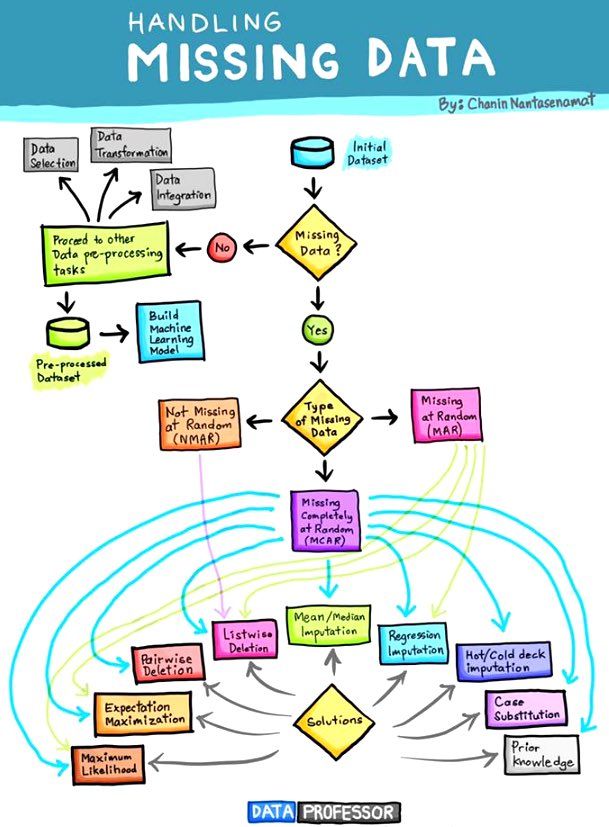 HANDLING
MISSING DATA
By: Chanin Nantasenamat
Data
Selection
Data
Transformation
Data
Integration
Initial
Dataset
Missing
Data?
No
Proceed to other
Data pre-processing
tasks
Yes
Pre-processed
Dataset
Build
Machine
Learning
Model
Type
of Missing
Data
Not Missing
at Random
(NMAR)
Missing
at Random
(MAR)
Missing
Completely
at Random
(MCAR)
Mean/Median
Imputation
Listwise
Deletion
Regression
Imputation
Pairwise
Deletion
Hot/Cold deck
imputation
Expectation
Maximization
Solutions
Case
Substitution
Maximum
Likelihood
Prior
Knowledge
DATA PROFESSOR